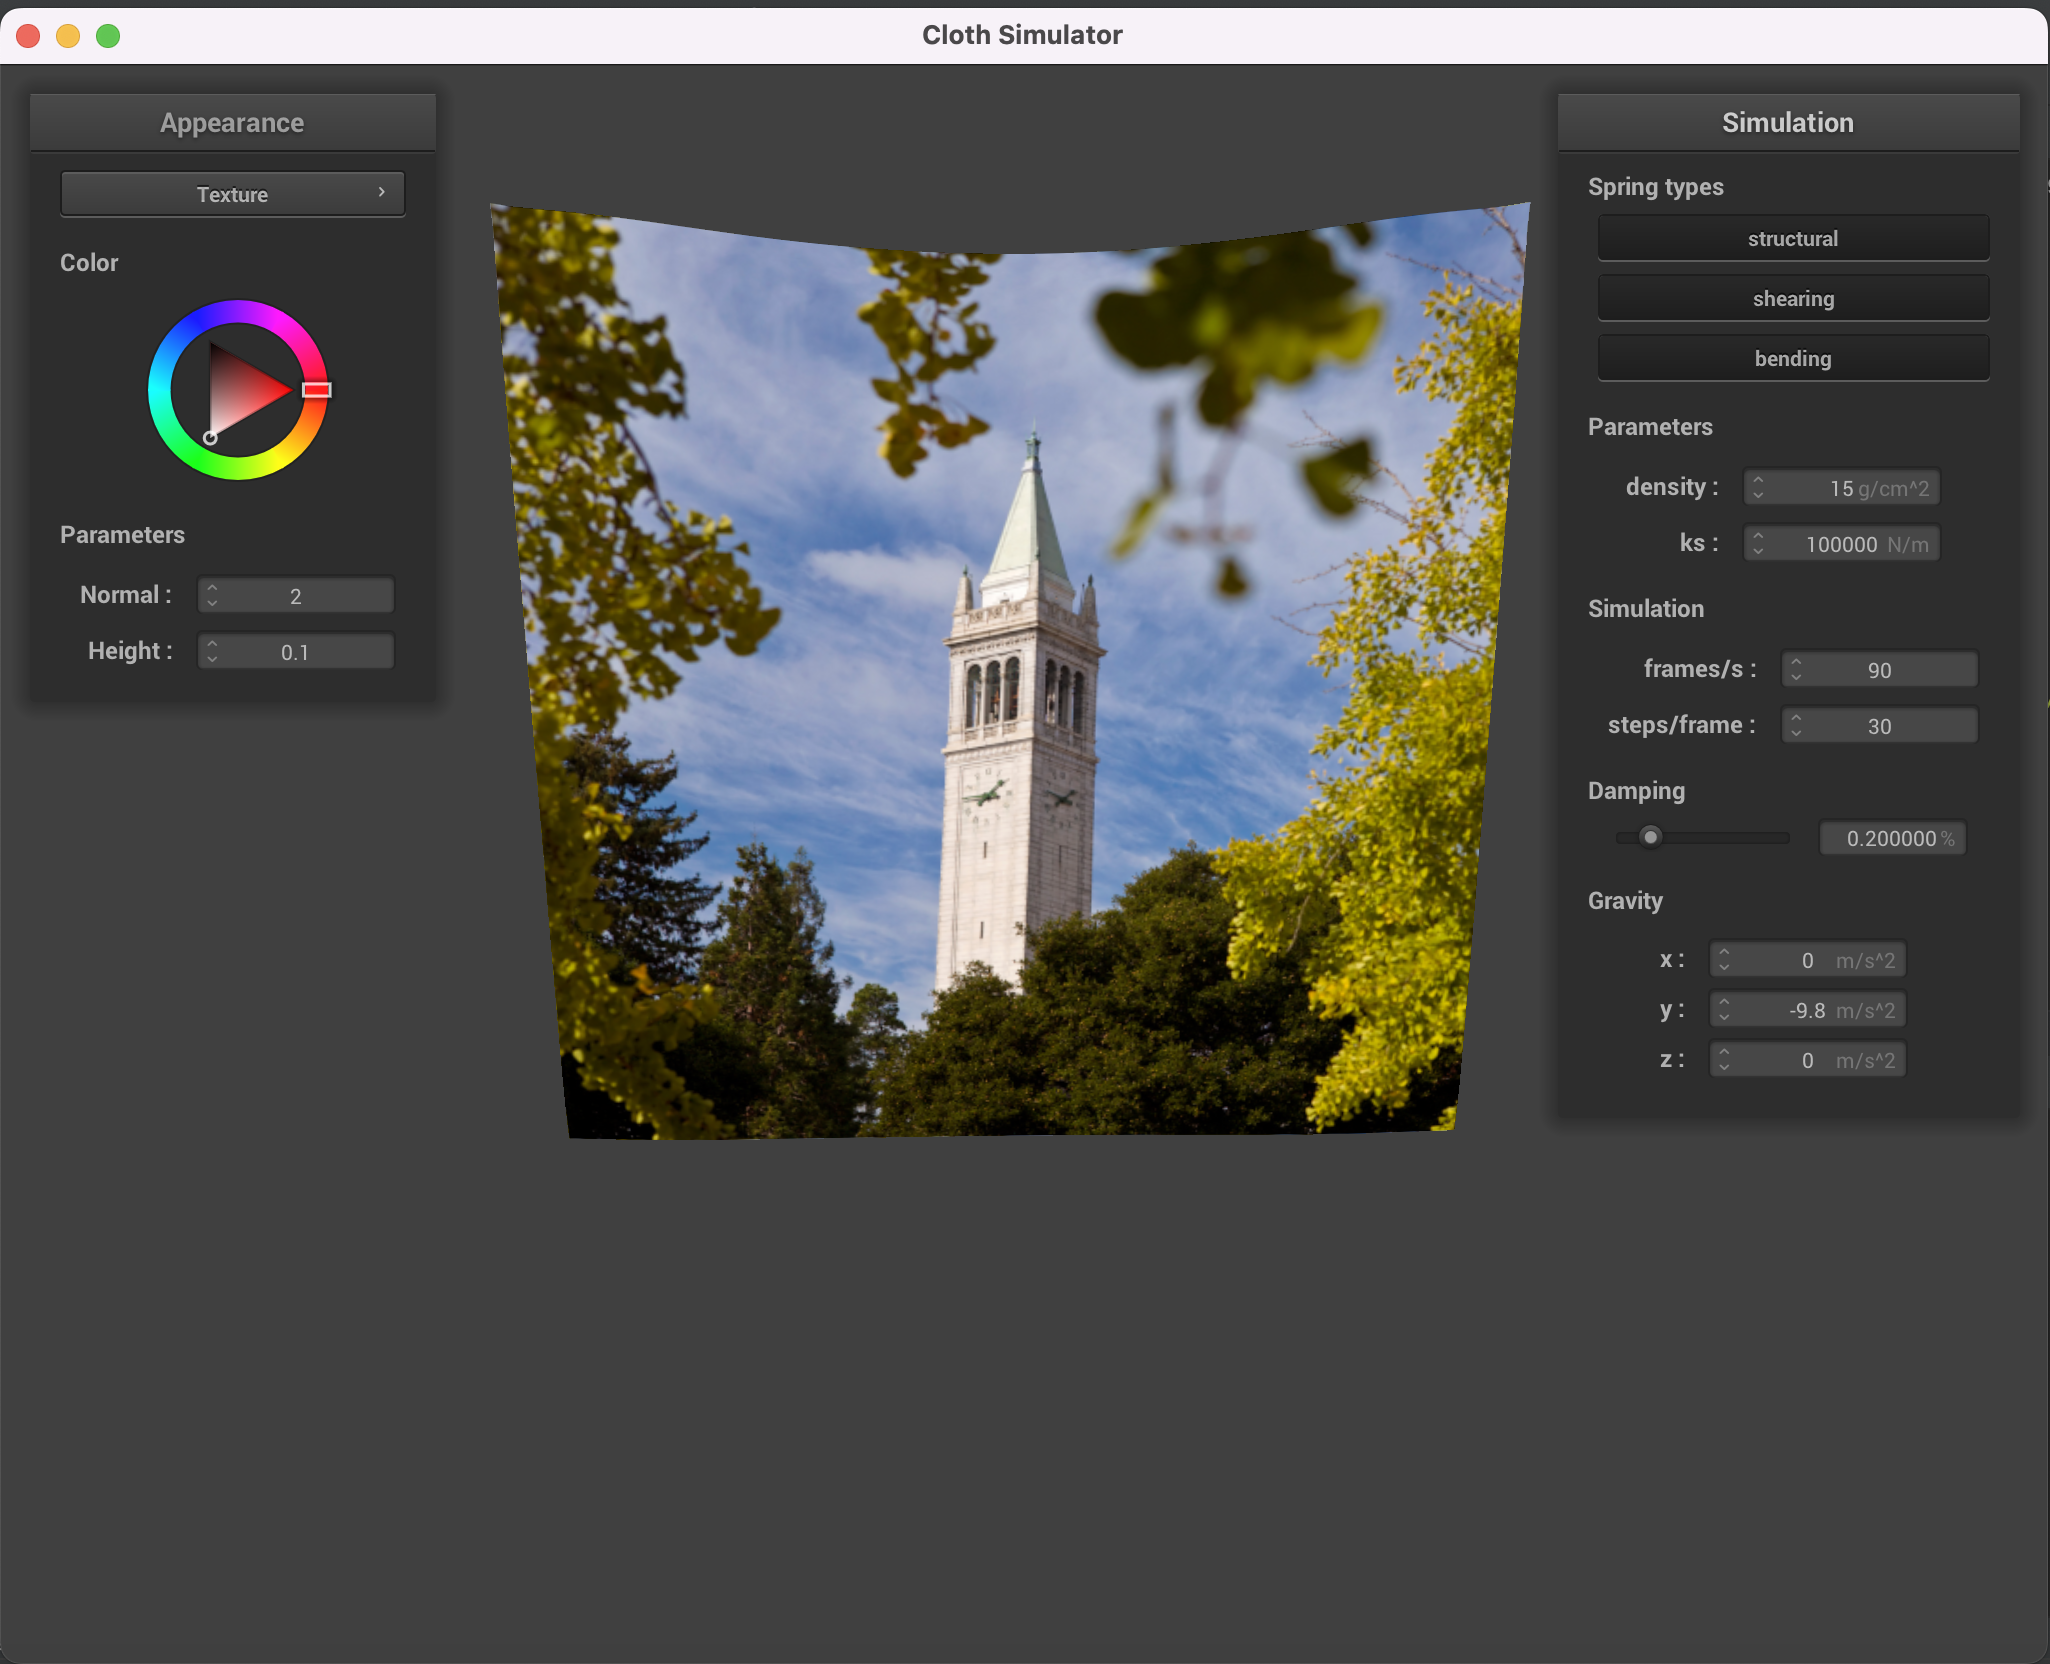 Cloth Simulator
Appearance
Texture
Color
Parameters
Normal : 2
Height : 0.1
Simulation
Spring types
structural
shearing
bending
Parameters
density : 15 g/cm^2
ks : 100000 N/m
Simulation
frames/s : 90
steps/frame : 30
Damping
0.200000 %
Gravity
x : 0 m/s^2
y : -9.8 m/s^2
z : 0 m/s^2